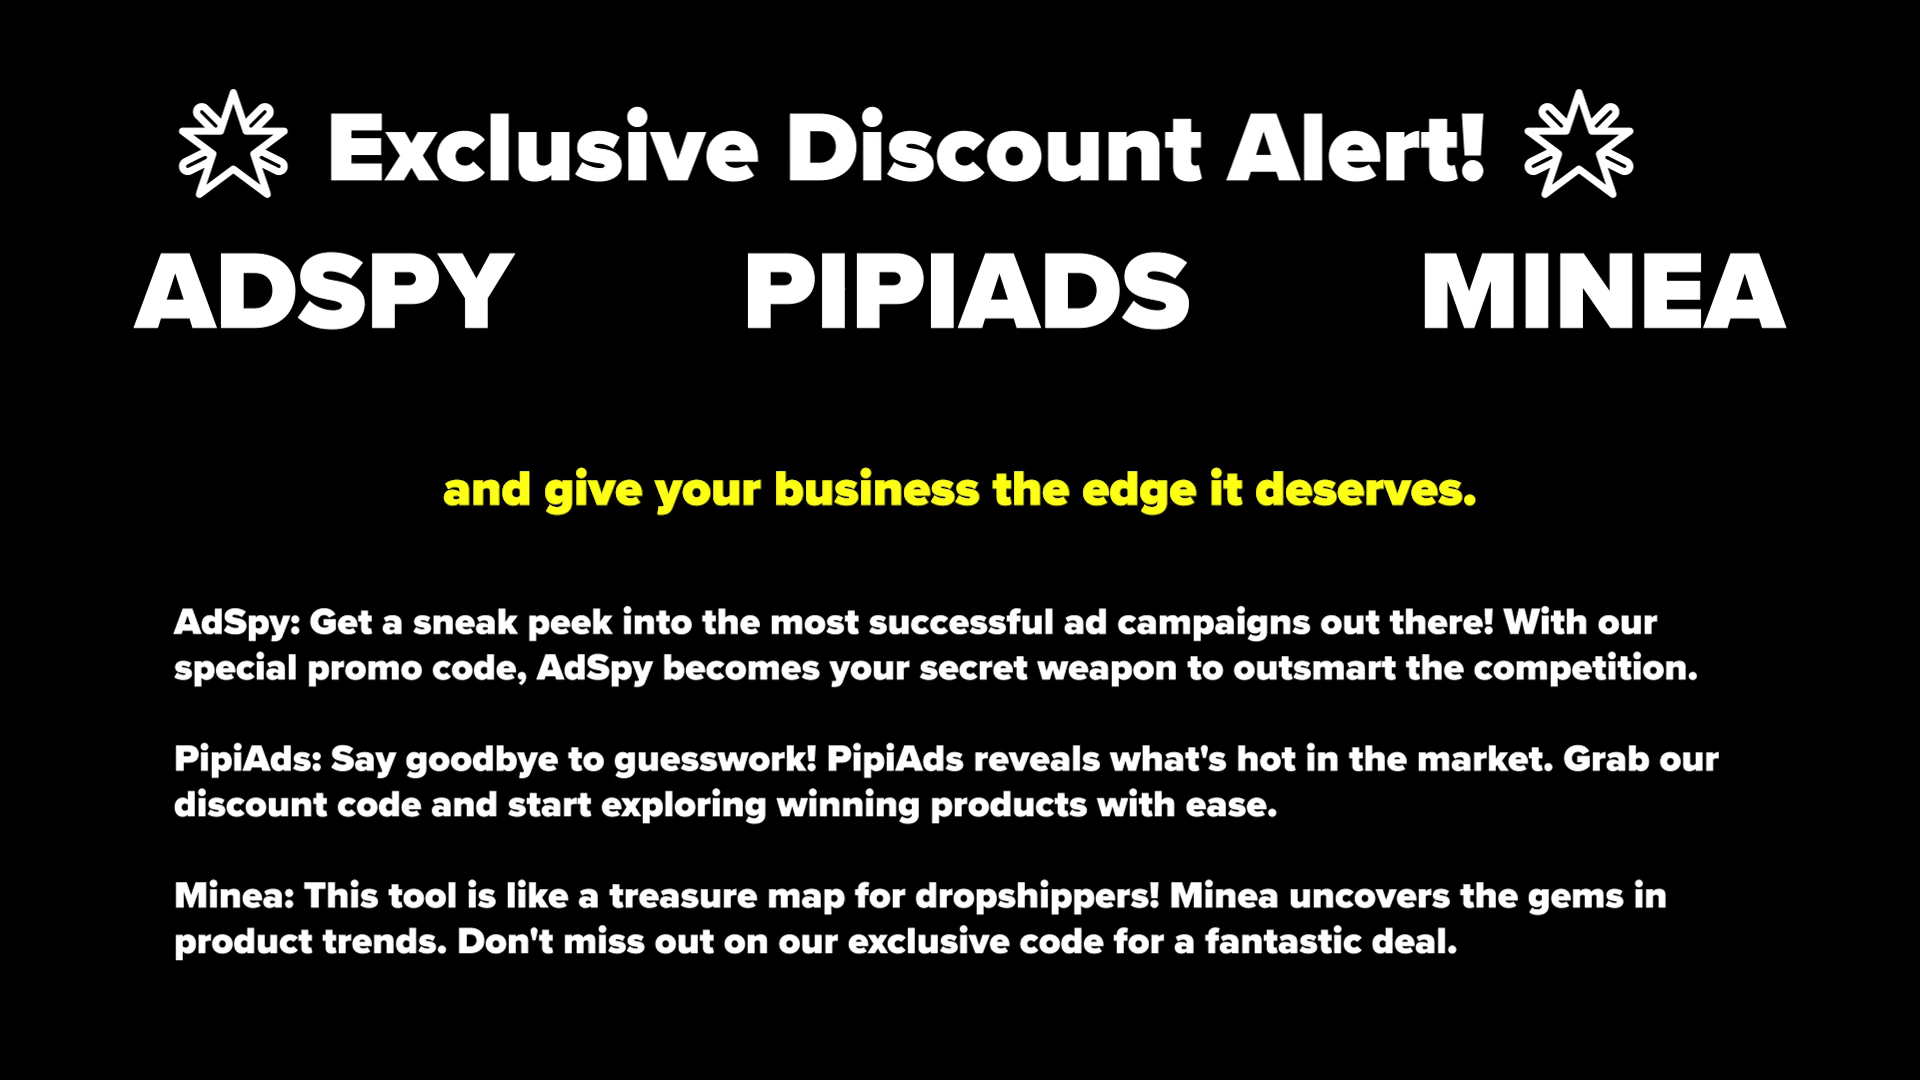 Exclusive Discount Alert!
ADSPY PIPIADS MINEA
and give your business the edge it deserves.
AdSpy: Get a sneak peek into the most successful ad campaigns out there! With our
special promo code, AdSpy becomes your secret weapon to outsmart the competition.
PipiAds: Say goodbye to guesswork! PipiAds reveals what's hot in the market. Grab our
discount code and start exploring winning products with ease.
Minea: This tool is like a treasure map for dropshippers! Minea uncovers the gems in
product trends. Don't miss out on our exclusive code for a fantastic deal.